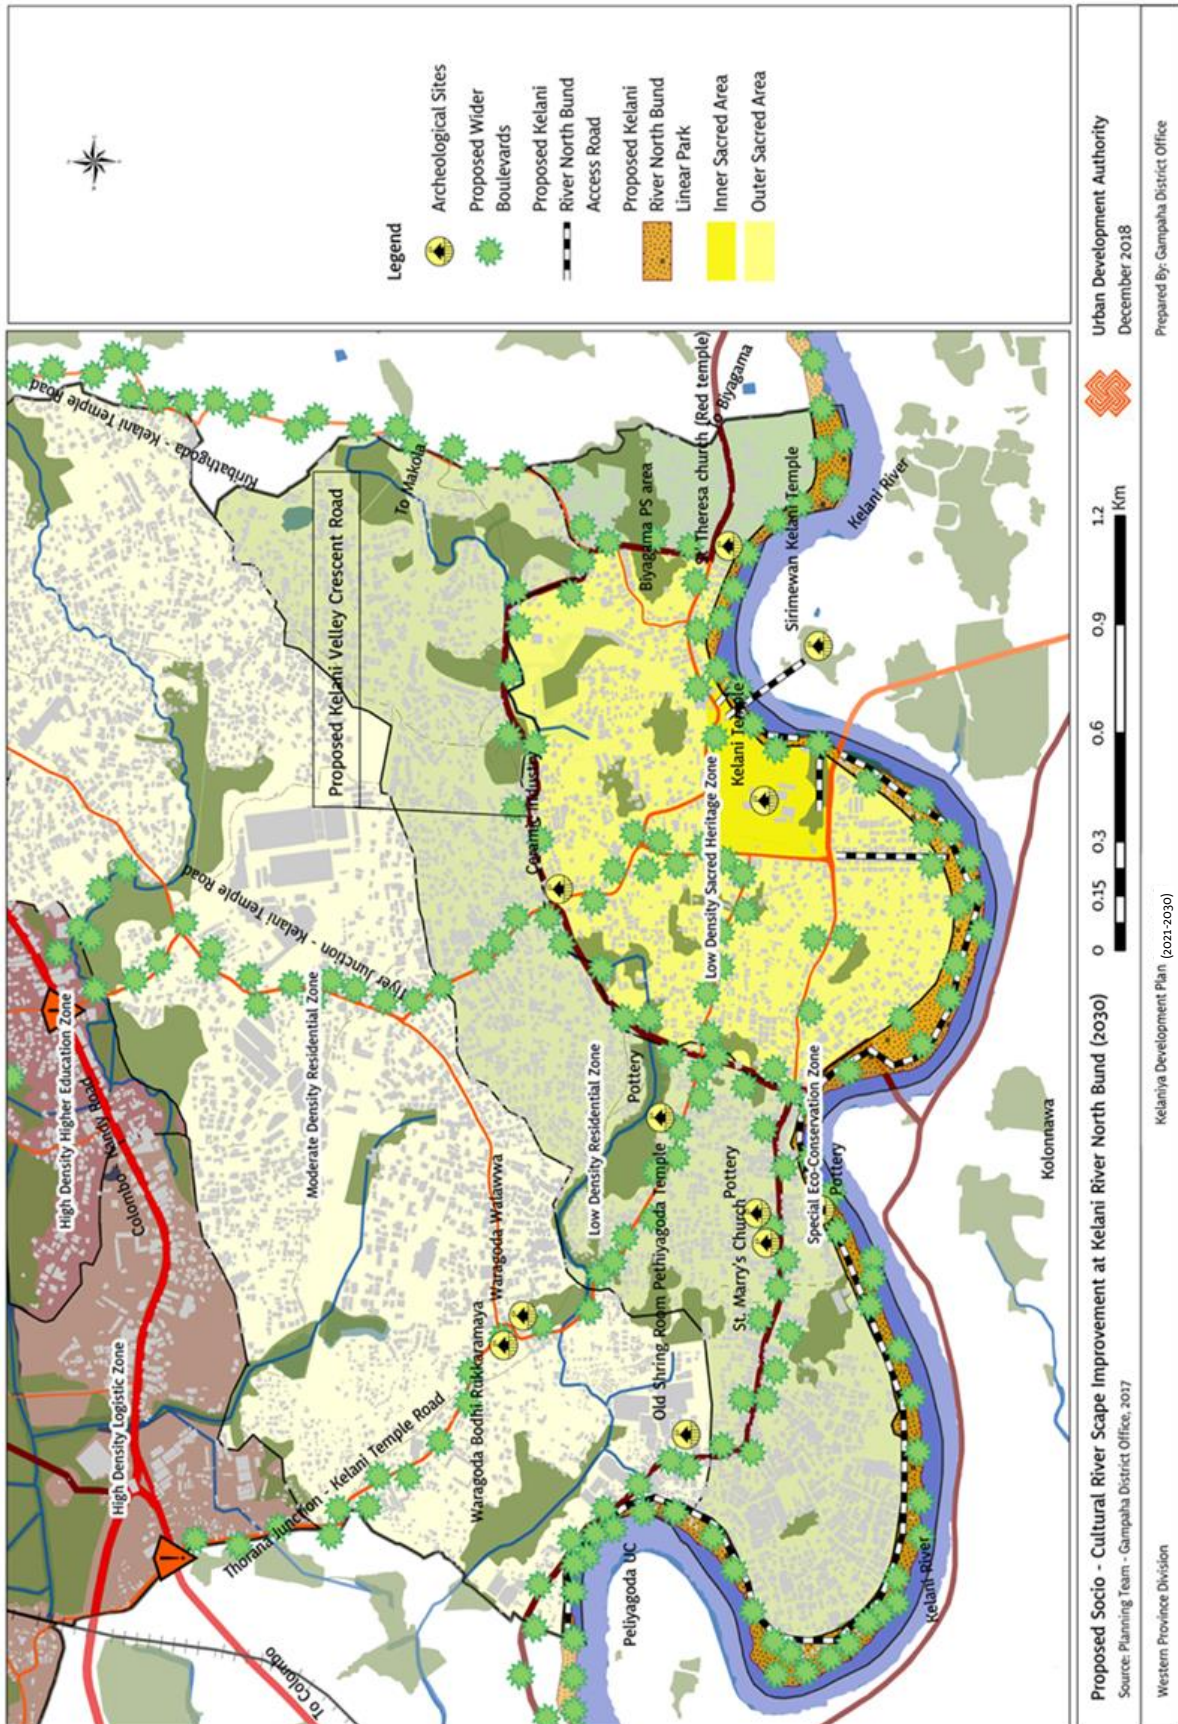 High Density Logistic Zone
High Density Higher Education Zone
Colombo - Kandy Road
To Colombo
Thorana Junction - Kelani Temple Road
Moderate Density Residential Zone
Tyer Junction - Kelani Temple Road
Kiribathgoda - Kelani Temple Road
Proposed Kelani Velley Crescent Road
To Makola
Waragoda Bodhi Rukkaramaya
Waragoda Walawwa
Ceramic Industry
Low Density Residential Zone
Pottery
Biyagama PS area
Peliyagoda UC
Old Shring Room Pethiyagoda Temple
Low Density Sacred Heritage Zone
St' Theresa church (Red temple)
To Biyagama
St. Marry's Church
Pottery
Kelani Temple
Sirimewan Kelani Temple
Special Eco-Conservation Zone
Pottery
Kelani River
Kelani River
Kolonnawa
Legend
Archeological Sites
Proposed Wider
Boulevards
Proposed Kelani
River North Bund
Access Road
Proposed Kelani
River North Bund
Linear Park
Inner Sacred Area
Outer Sacred Area
Proposed Socio - Cultural River Scape Improvement at Kelani River North Bund (2030)
Source: Planning Team - Gampaha District Office, 2017
0 0.15 0.3 0.6 0.9 1.2
Km
Urban Development Authority
December 2018
Western Province Division
Kelaniya Development Plan (2021-2030)
Prepared By: Gampaha District Office